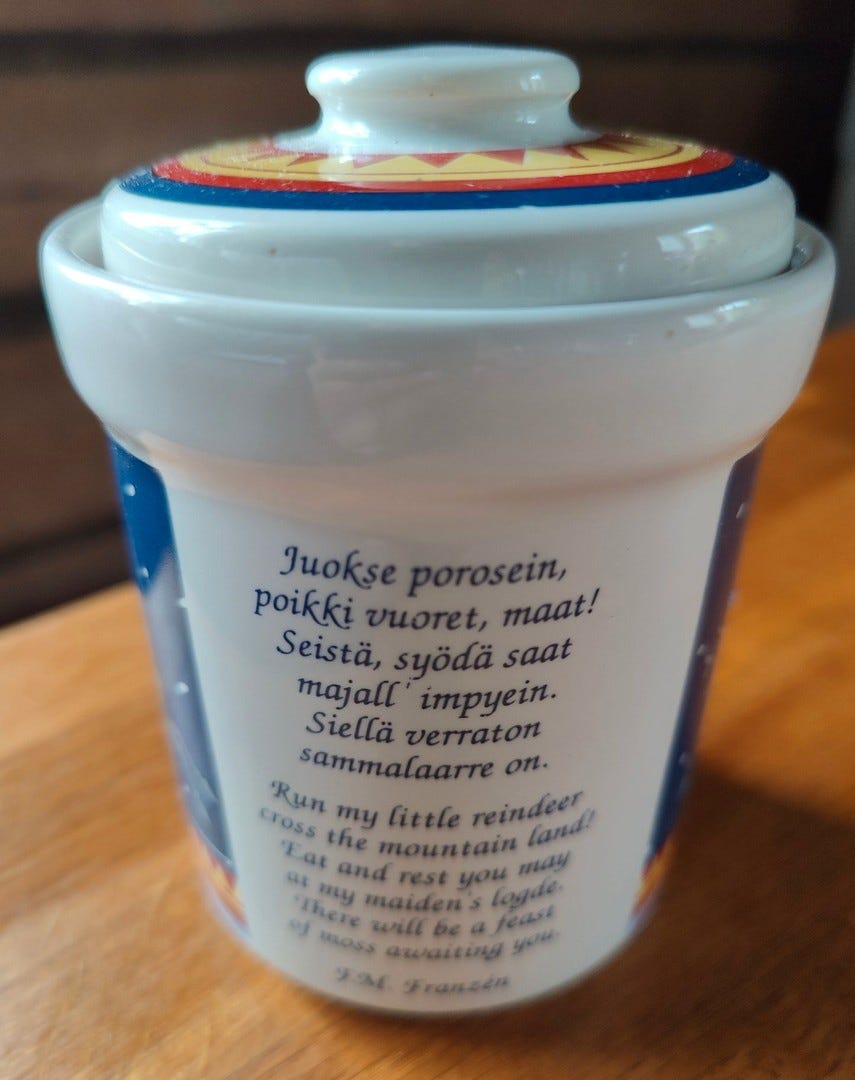 Juokse porosein,
poikki vuoret, maat!
Seistä, syödä saat
majall' impyein.
Siellä verraton
sammalaarre on.
Run my little reindeer
cross the mountain land!
Eat and rest you may
at my maiden's logde.
There will be a feast
of moss awaiting you.
F.M. Franzén